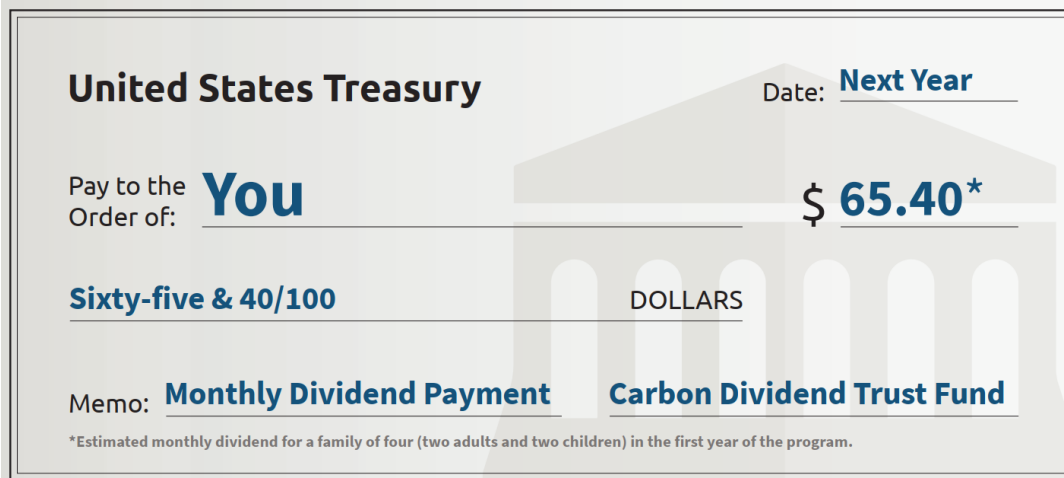 United States Treasury
Date: Next Year
Pay to the
Order of: You
$ 65.40*
Sixty-five & 40/100 DOLLARS
Memo: Monthly Dividend Payment Carbon Dividend Trust Fund
*Estimated monthly dividend for a family of four (two adults and two children) in the first year of the program.